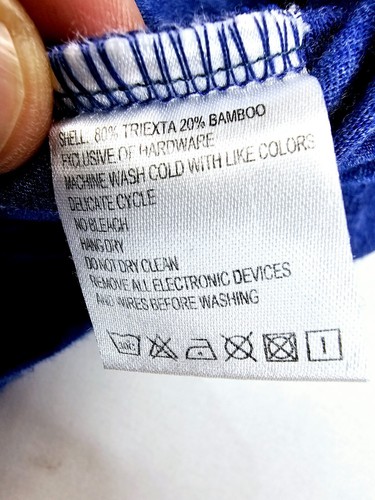 SHELL: 80% TRIEXTA 20% BAMBOO
EXCLUSIVE OF HARDWARE
MACHINE WASH COLD WITH LIKE COLORS
DELICATE CYCLE
NO BLEACH
HANG DRY
DO NOT DRY CLEAN
REMOVE ALL ELECTRONIC DEVICES
AND WIRES BEFORE WASHING